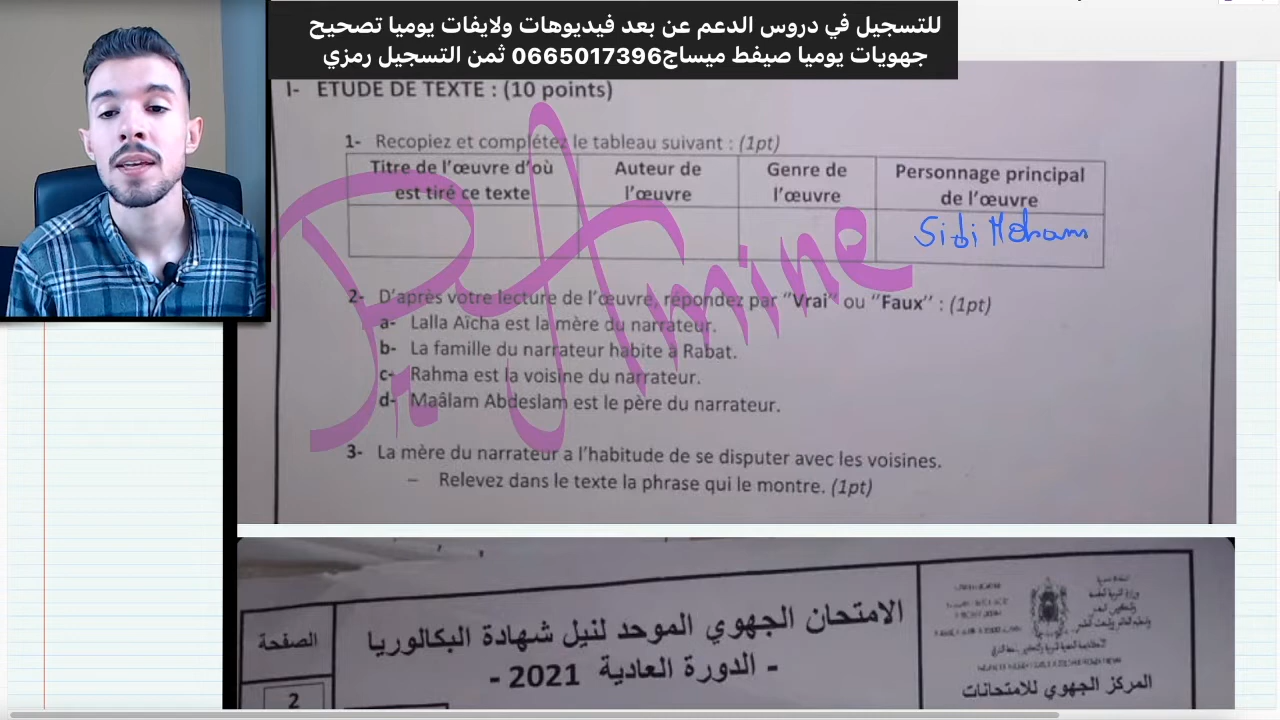 للتسجيل في دروس الدعم عن بعد فيديوهات ولايفات يوميا تصحيح
جهويات يوميا صيفط ميساج0665017396 ثمن التسجيل رمزي
I- ETUDE DE TEXTE : (10 points)
1- Recopiez et complétez le tableau suivant : (1pt)
Titre de l'œuvre d'où est tiré ce texte
Auteur de l'œuvre
Genre de l'œuvre
Personnage principal de l'œuvre
Sidi Moham
Pr. Amine
2- D'après votre lecture de l'œuvre, répondez par "Vrai" ou "Faux" : (1pt)
a- Lalla Aïcha est la mère du narrateur.
b- La famille du narrateur habite à Rabat.
c- Rahma est la voisine du narrateur.
d- Maâlam Abdeslam est le père du narrateur.
3- La mère du narrateur a l'habitude de se disputer avec les voisines.
– Relevez dans le texte la phrase qui le montre. (1pt)
الامتحان الجهوي الموحد لنيل شهادة البكالوريا
- الدورة العادية 2021 -
الصفحة
2
المركز الجهوي للامتحانات